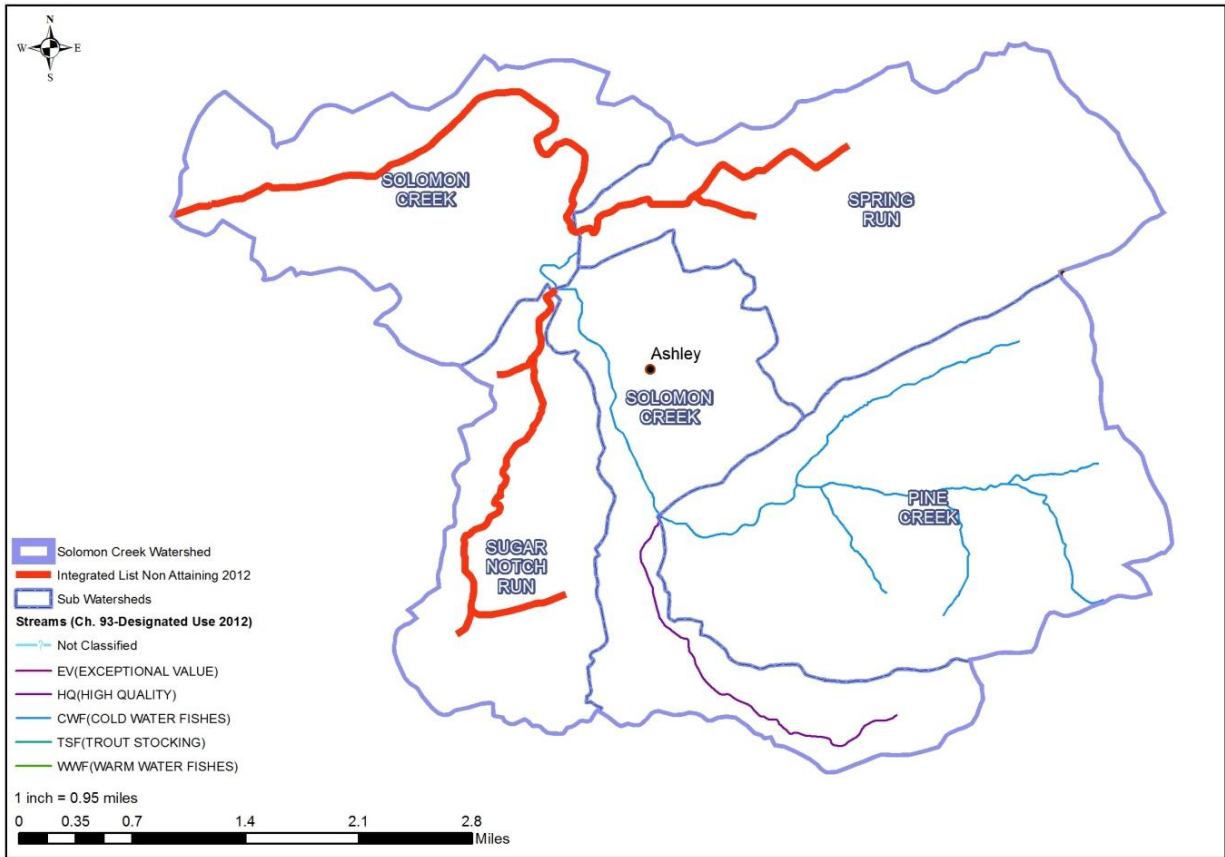 N
W E
S
SOLOMON
CREEK
SPRING
RUN
Ashley
SOLOMON
CREEK
PINE
CREEK
SUGAR
NOTCH
RUN
Solomon Creek Watershed
Integrated List Non Attaining 2012
Sub Watersheds
Streams (Ch. 93-Designated Use 2012)
? Not Classified
EV(EXCEPTIONAL VALUE)
HQ(HIGH QUALITY)
CWF(COLD WATER FISHES)
TSF(TROUT STOCKING)
WWF(WARM WATER FISHES)
1 inch = 0.95 miles
0 0.35 0.7 1.4 2.1 2.8
Miles